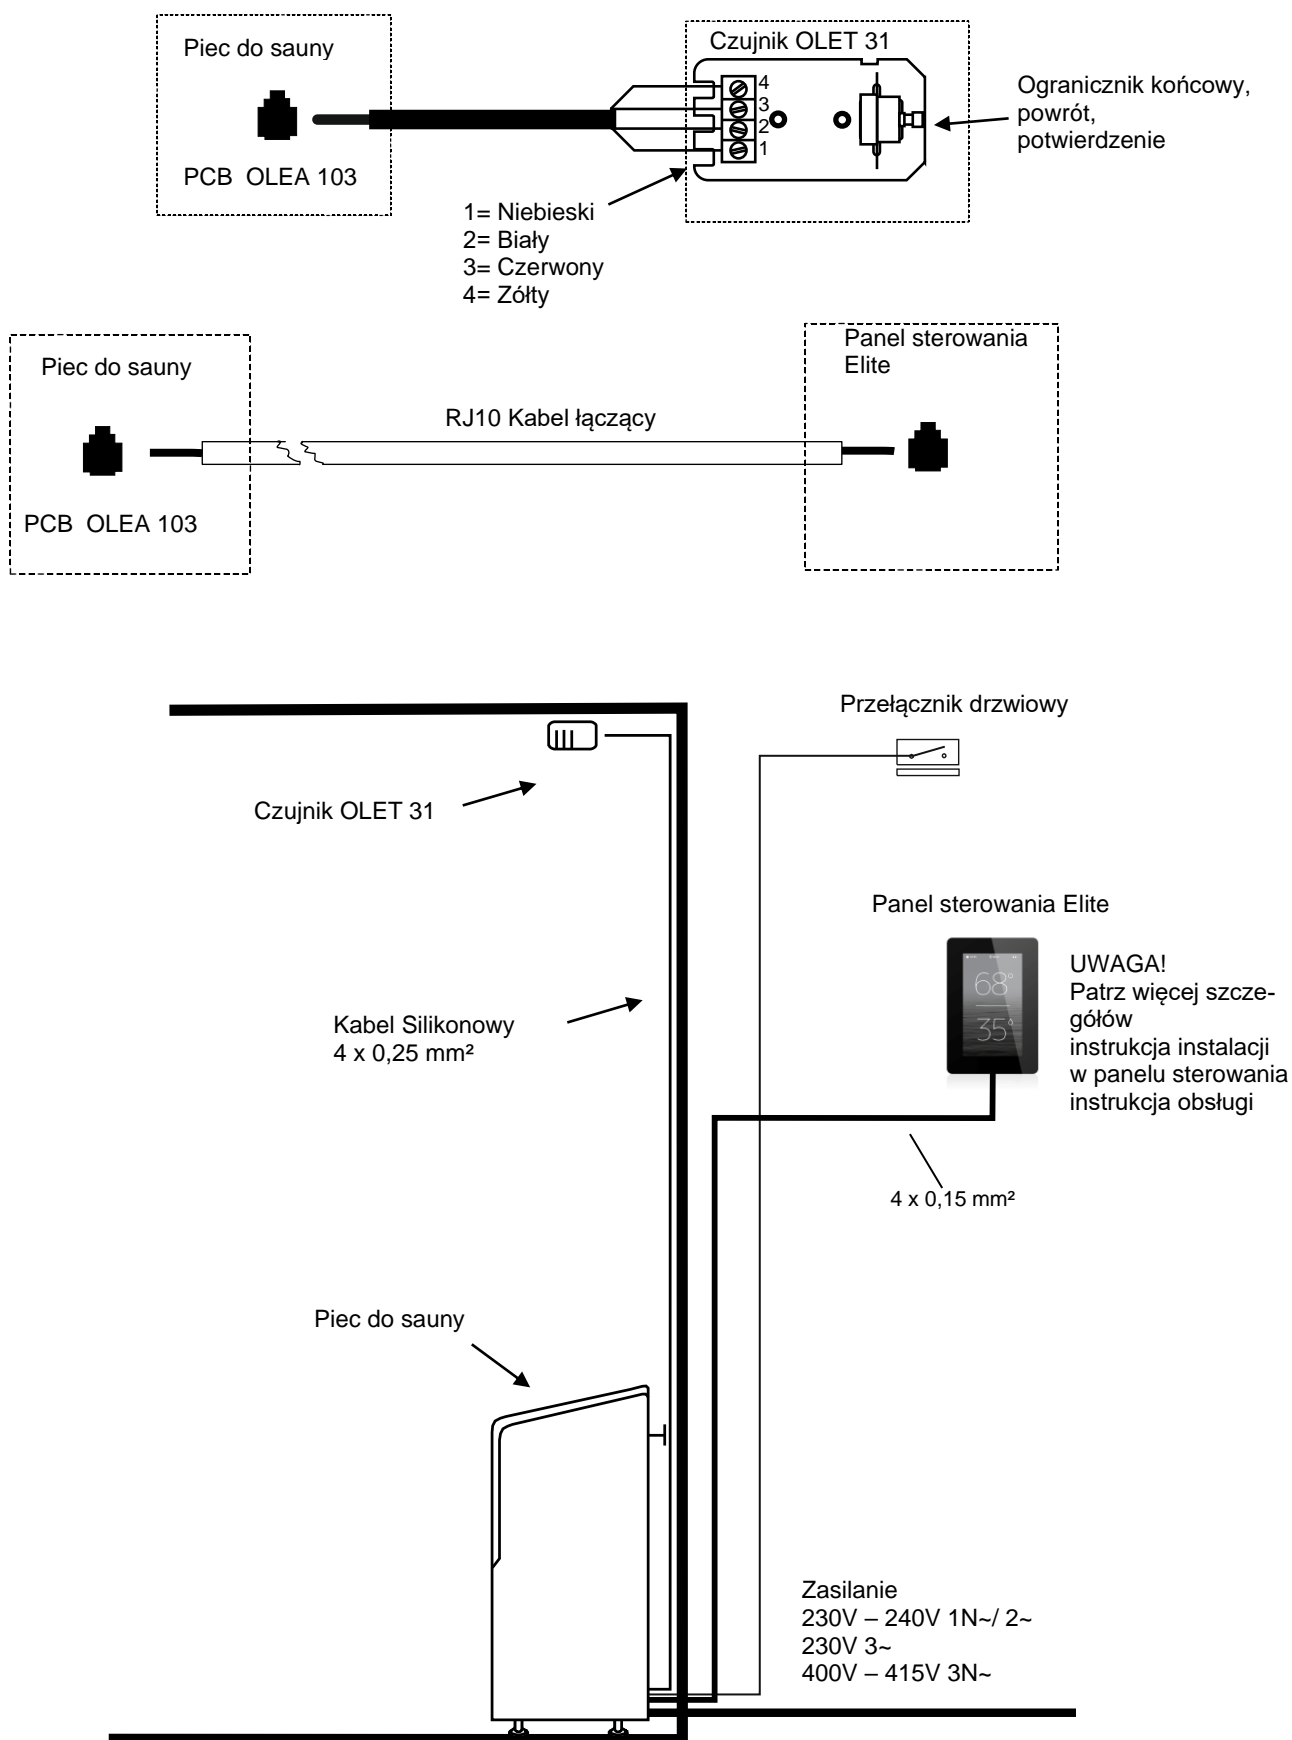 Piec do sauny
PCB OLEA 103
Czujnik OLET 31
4
3
2
1
Ogranicznik końcowy,
powrót,
potwierdzenie
1= Niebieski
2= Biały
3= Czerwony
4= Zółty
Piec do sauny
PCB OLEA 103
RJ10 Kabel łączący
Panel sterowania
Elite
Przełącznik drzwiowy
Czujnik OLET 31
Panel sterowania Elite
68°
35°
UWAGA!
Patrz więcej szcze-
gółów
instrukcja instalacji
w panelu sterowania
instrukcja obsługi
Kabel Silikonowy
4 x 0,25 mm²
4 x 0,15 mm²
Piec do sauny
Zasilanie
230V – 240V 1N~/ 2~
230V 3~
400V – 415V 3N~